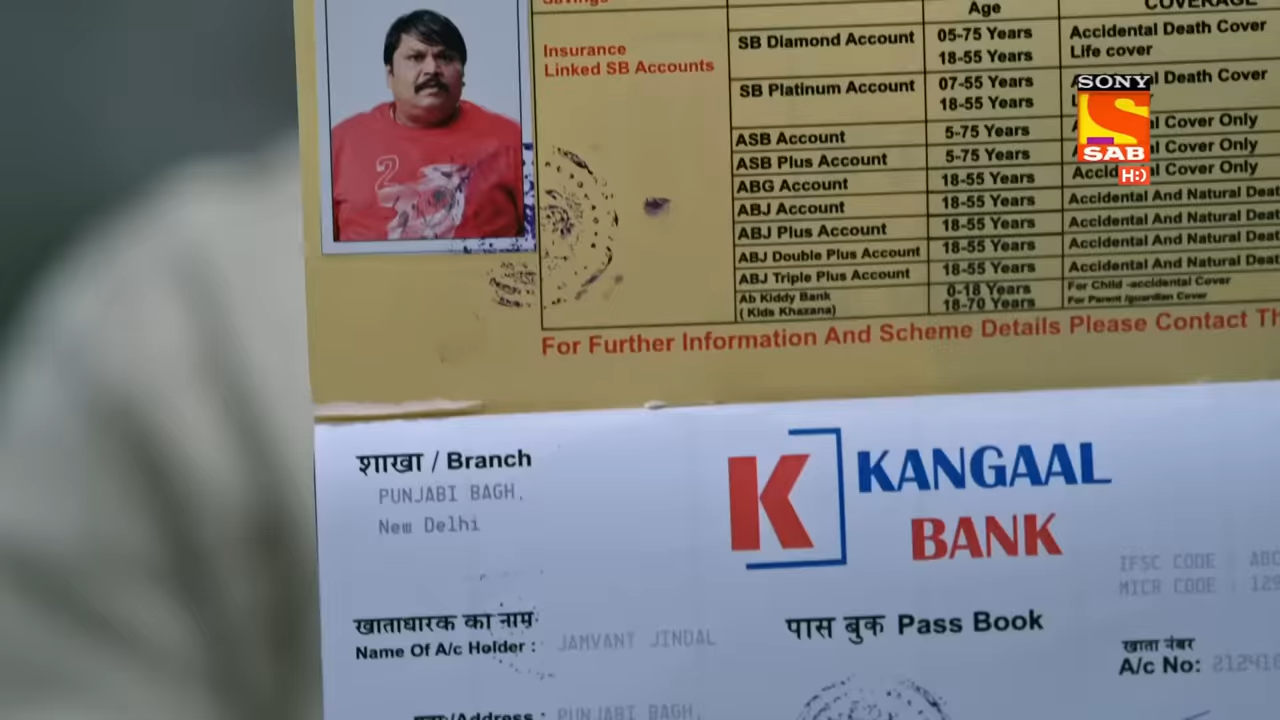 Savings
Age
COVERAGE
Insurance
Linked SB Accounts
SB Diamond Account
05-75 Years
18-55 Years
Accidental Death Cover
Life cover
SB Platinum Account
07-55 Years
18-55 Years
Death Cover
ASB Account
5-75 Years
Cover Only
ASB Plus Account
5-75 Years
Cover Only
ABG Account
18-55 Years
Cover Only
ABJ Account
18-55 Years
Accidental And Natural
ABJ Plus Account
18-55 Years
Accidental And Natural
ABJ Double Plus Account
18-55 Years
Accidental And Natural
ABJ Triple Plus Account
18-55 Years
Accidental And Natural
Ab Kiddy Bank
( Kids Khazana)
0-18 Years
18-70 Years
For Child -accidental Cover
For Parent /guardian Cover
For Further Information And Scheme Details Please Contact
SONY
SAB
HD
2
शाखा / Branch
PUNJABI BAGH,
New Delhi
K KANGAAL
BANK
IFSC CODE : ABC
MICR CODE :
खाताधारक का नाम
Name Of A/c Holder : JAMVANT JINDAL
पास बुक Pass Book
खाता नंबर
A/c No:
/Address : PUNJABI BAGH,